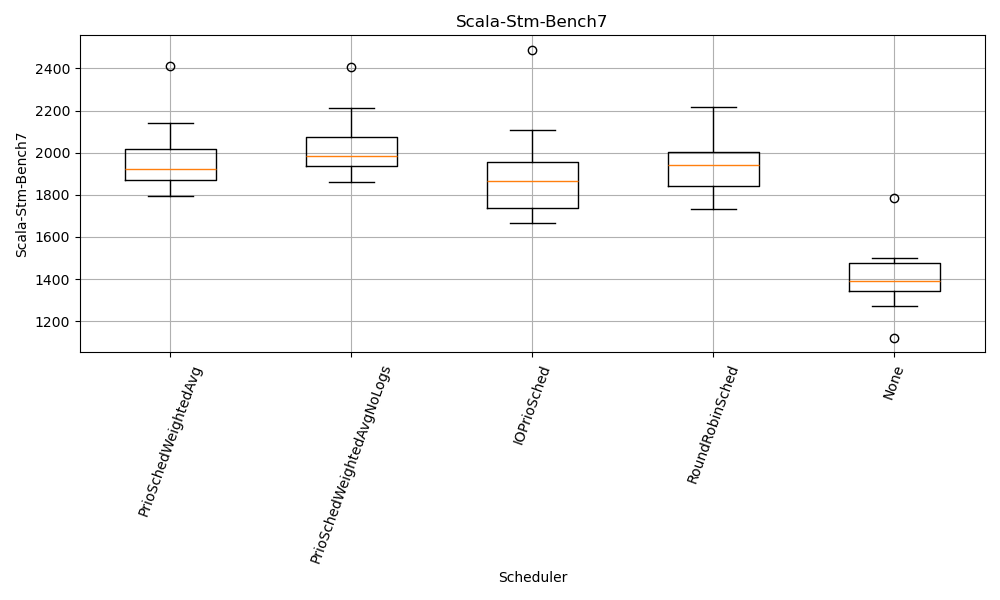 Scala-Stm-Bench7
Scala-Stm-Bench7
2400
2200
2000
1800
1600
1400
1200
PrioSchedWeightedAvg
PrioSchedWeightedAvgNoLogs
IOPrioSched
RoundRobinSched
None
Scheduler